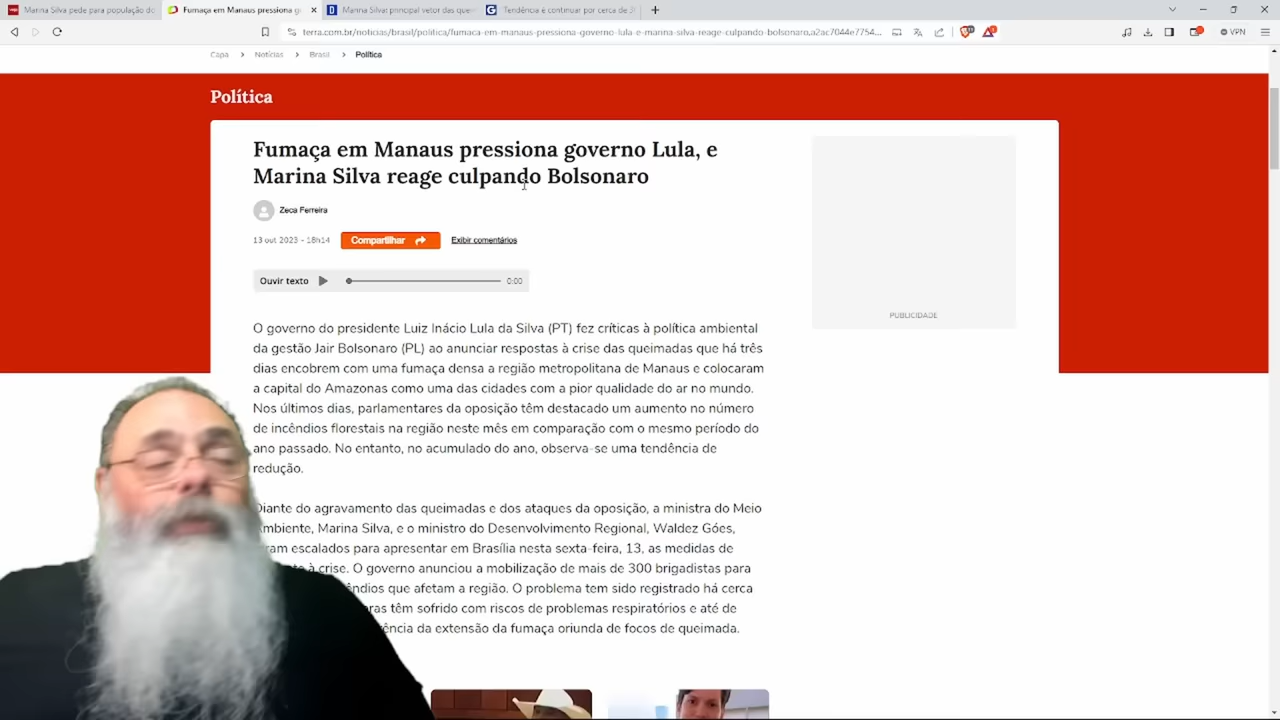 Marina Silva pede para população do
Fumaça em Manaus pressiona g
Marina Silva: principal vetor das quei
Tendência é continuar por cerca de
terra.com.br/noticias/brasil/politica/fumaca-em-manaus-pressiona-governo-lula-e-marina-silva-reage-culpando-bolsonaro,a2ac7044e7754...
VPN
Capa > Notícias > Brasil > Política
Política
Fumaça em Manaus pressiona governo Lula, e
Marina Silva reage culpando Bolsonaro
Zeca Ferreira
13 out 2023 - 18h14
Compartilhar
Exibir comentários
Ouvir texto
0:00
PUBLICIDADE
O governo do presidente Luiz Inácio Lula da Silva (PT) fez críticas à política ambiental
da gestão Jair Bolsonaro (PL) ao anunciar respostas à crise das queimadas que há três
dias encobrem com uma fumaça densa a região metropolitana de Manaus e colocaram
a capital do Amazonas como uma das cidades com a pior qualidade do ar no mundo.
Nos últimos dias, parlamentares da oposição têm destacado um aumento no número
de incêndios florestais na região neste mês em comparação com o mesmo período do
ano passado. No entanto, no acumulado do ano, observa-se uma tendência de
redução.
Diante do agravamento das queimadas e dos ataques da oposição, a ministra do Meio
Ambiente, Marina Silva, e o ministro do Desenvolvimento Regional, Waldez Góes,
ram escalados para apresentar em Brasília nesta sexta-feira, 13, as medidas de
à crise. O governo anunciou a mobilização de mais de 300 brigadistas para
êndios que afetam a região. O problema tem sido registrado há cerca
ras têm sofrido com riscos de problemas respiratórios e até de
ência da extensão da fumaça oriunda de focos de queimada.